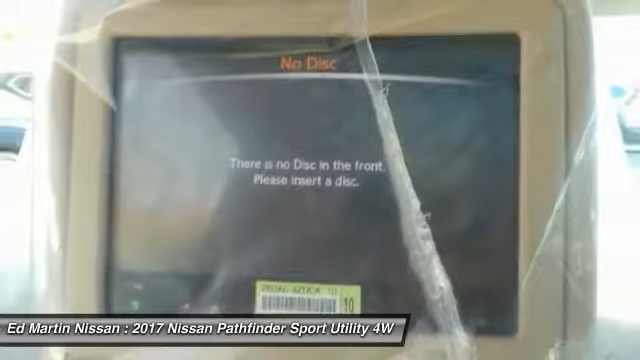 No Disc
There is no Disc in the front.
Please insert a disc.
10
Ed Martin Nissan : 2017 Nissan Pathfinder Sport Utility 4W